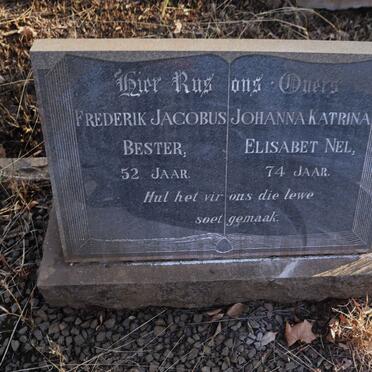 Hier Rus ons Ouers
FREDERIK JACOBUS JOHANNA KATRINA
BESTER, ELISABET NEL,
52 JAAR. 74 JAAR.
Hul het vir ons die lewe
soet gemaak.